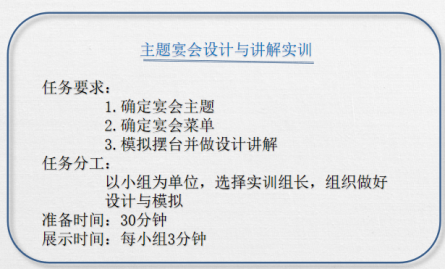 主题宴会设计与讲解实训
任务要求：
1.确定宴会主题
2.确定宴会菜单
3.模拟摆台并做设计讲解
任务分工：
以小组为单位，选择实训组长，组织做好
设计与模拟
准备时间：30分钟
展示时间：每小组3分钟